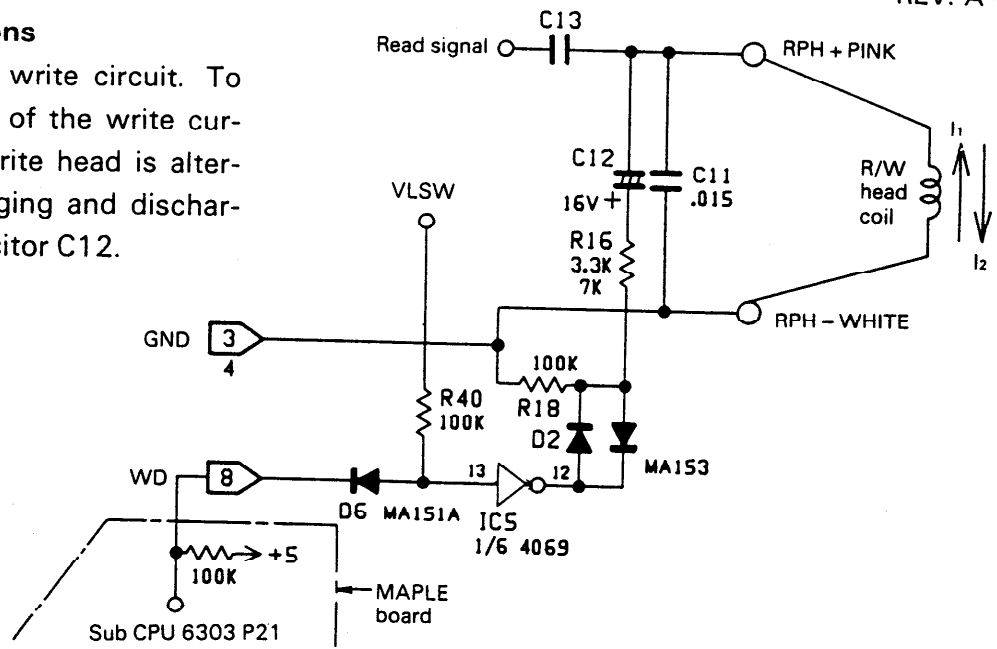 REV. A
ns
write circuit. To
of the write cur-
rite head is alter-
ging and dischar-
citor C12.
C13
Read signal
RPH + PINK
C12
16V +
C11
.015
R/W
head
coil
I1
I2
VLSW
R16
3.3K
7K
RPH – WHITE
GND
3
4
100K
R18
R40
100K
D2
MA153
WD
8
13
12
D6 MA151A
IC5
1/6 4069
+5
100K
MAPLE
board
Sub CPU 6303 P21